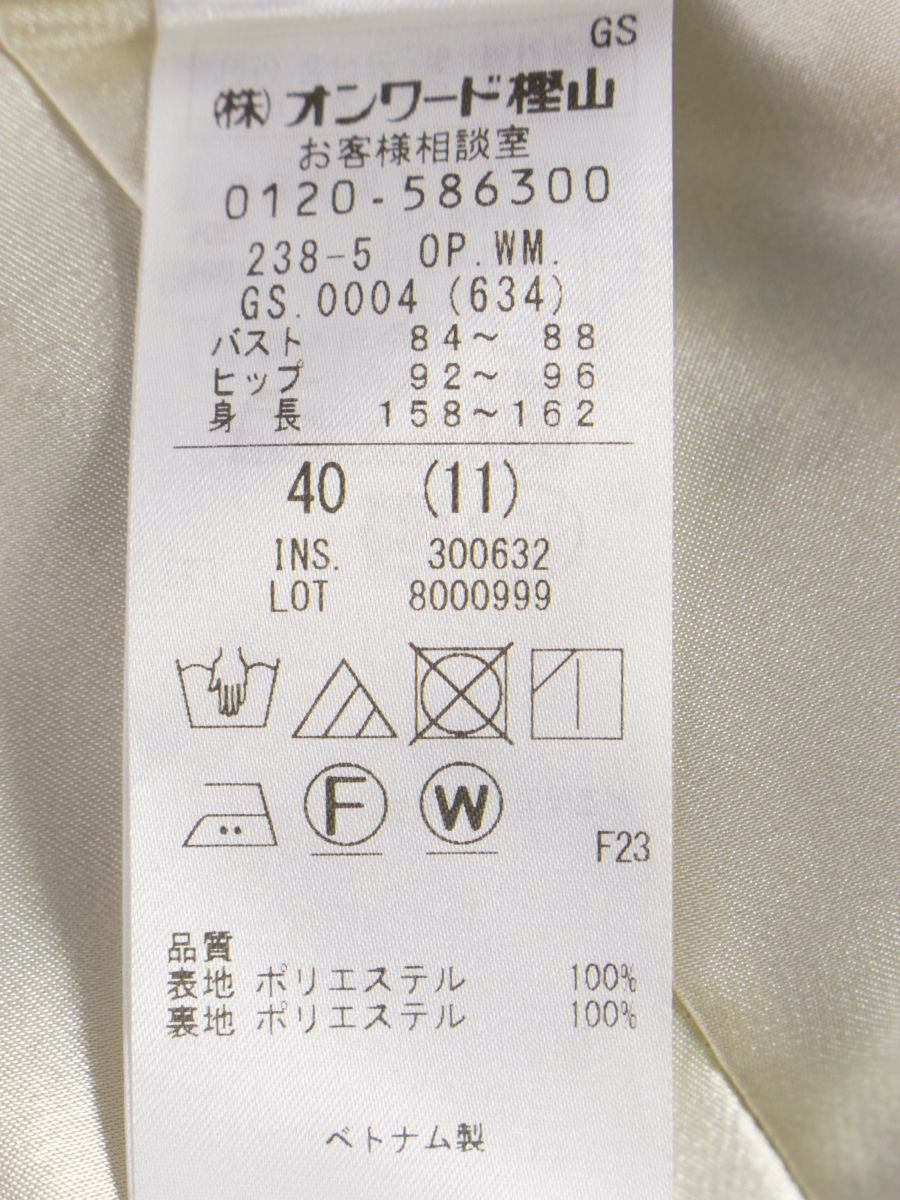 GS
(株) オンワード樫山
お客様相談室
0120-586300
238-5 OP.WM.
GS.0004 (634)
バスト 84～ 88
ヒップ 92～ 96
身 長 158～162
40 (11)
INS. 300632
LOT 8000999
F W
F23
品質
表地 ポリエステル 100%
裏地 ポリエステル 100%
ベトナム製